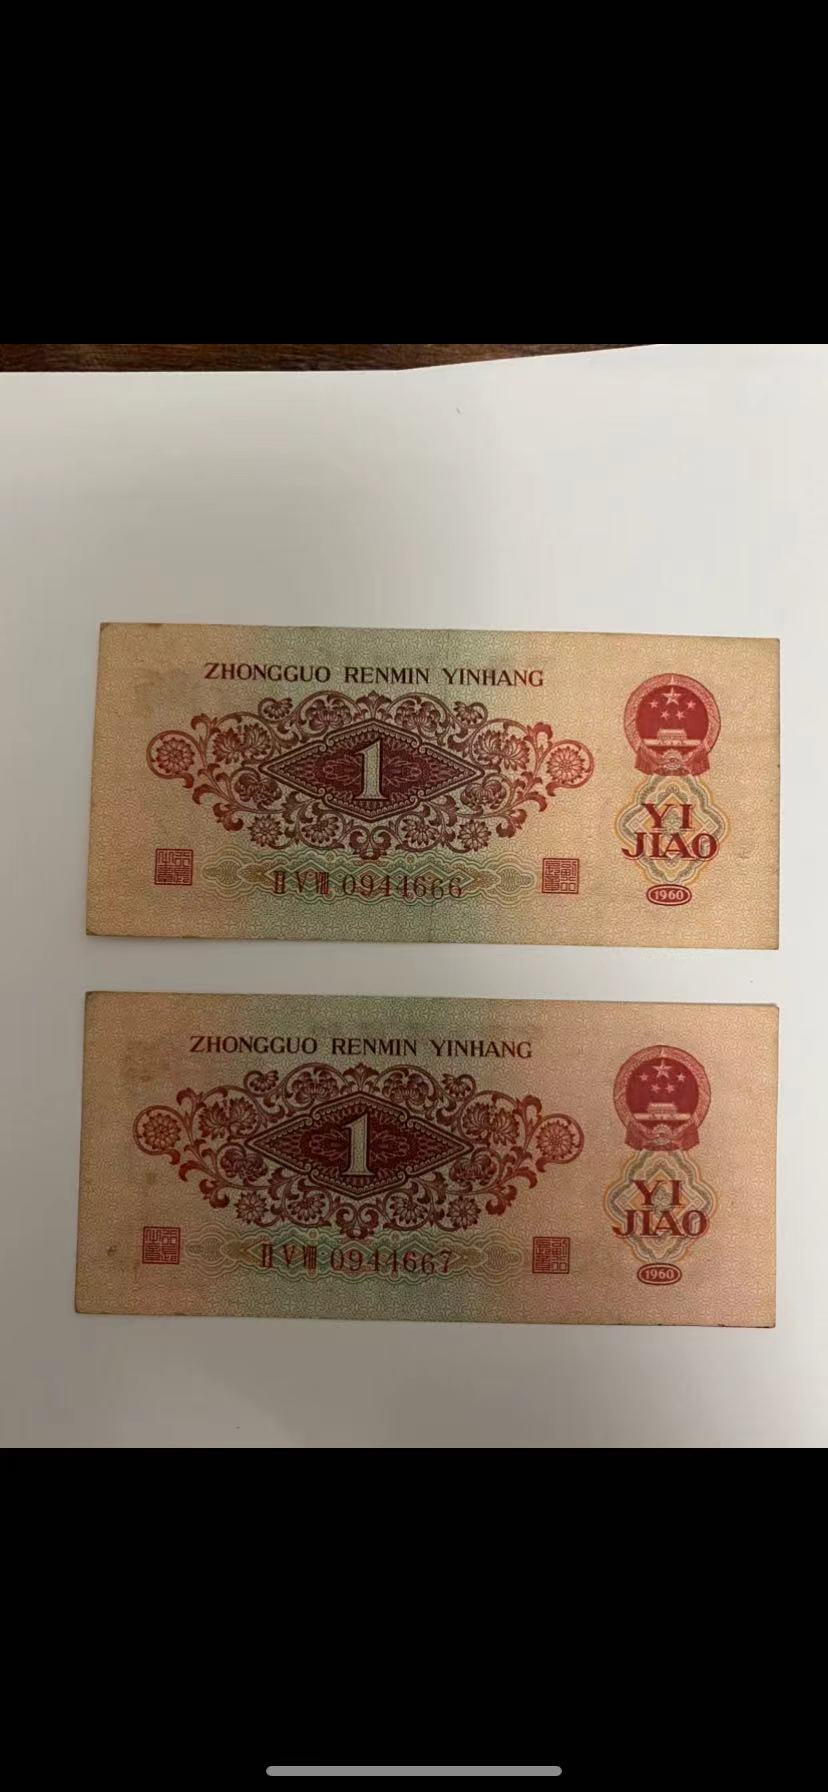 ZHONGGUO RENMIN YINHANG
1
YI
JIAO
ⅡⅤⅧ 0944666
1960
ZHONGGUO RENMIN YINHANG
1
YI
JIAO
ⅡⅤⅧ 0944667
1960